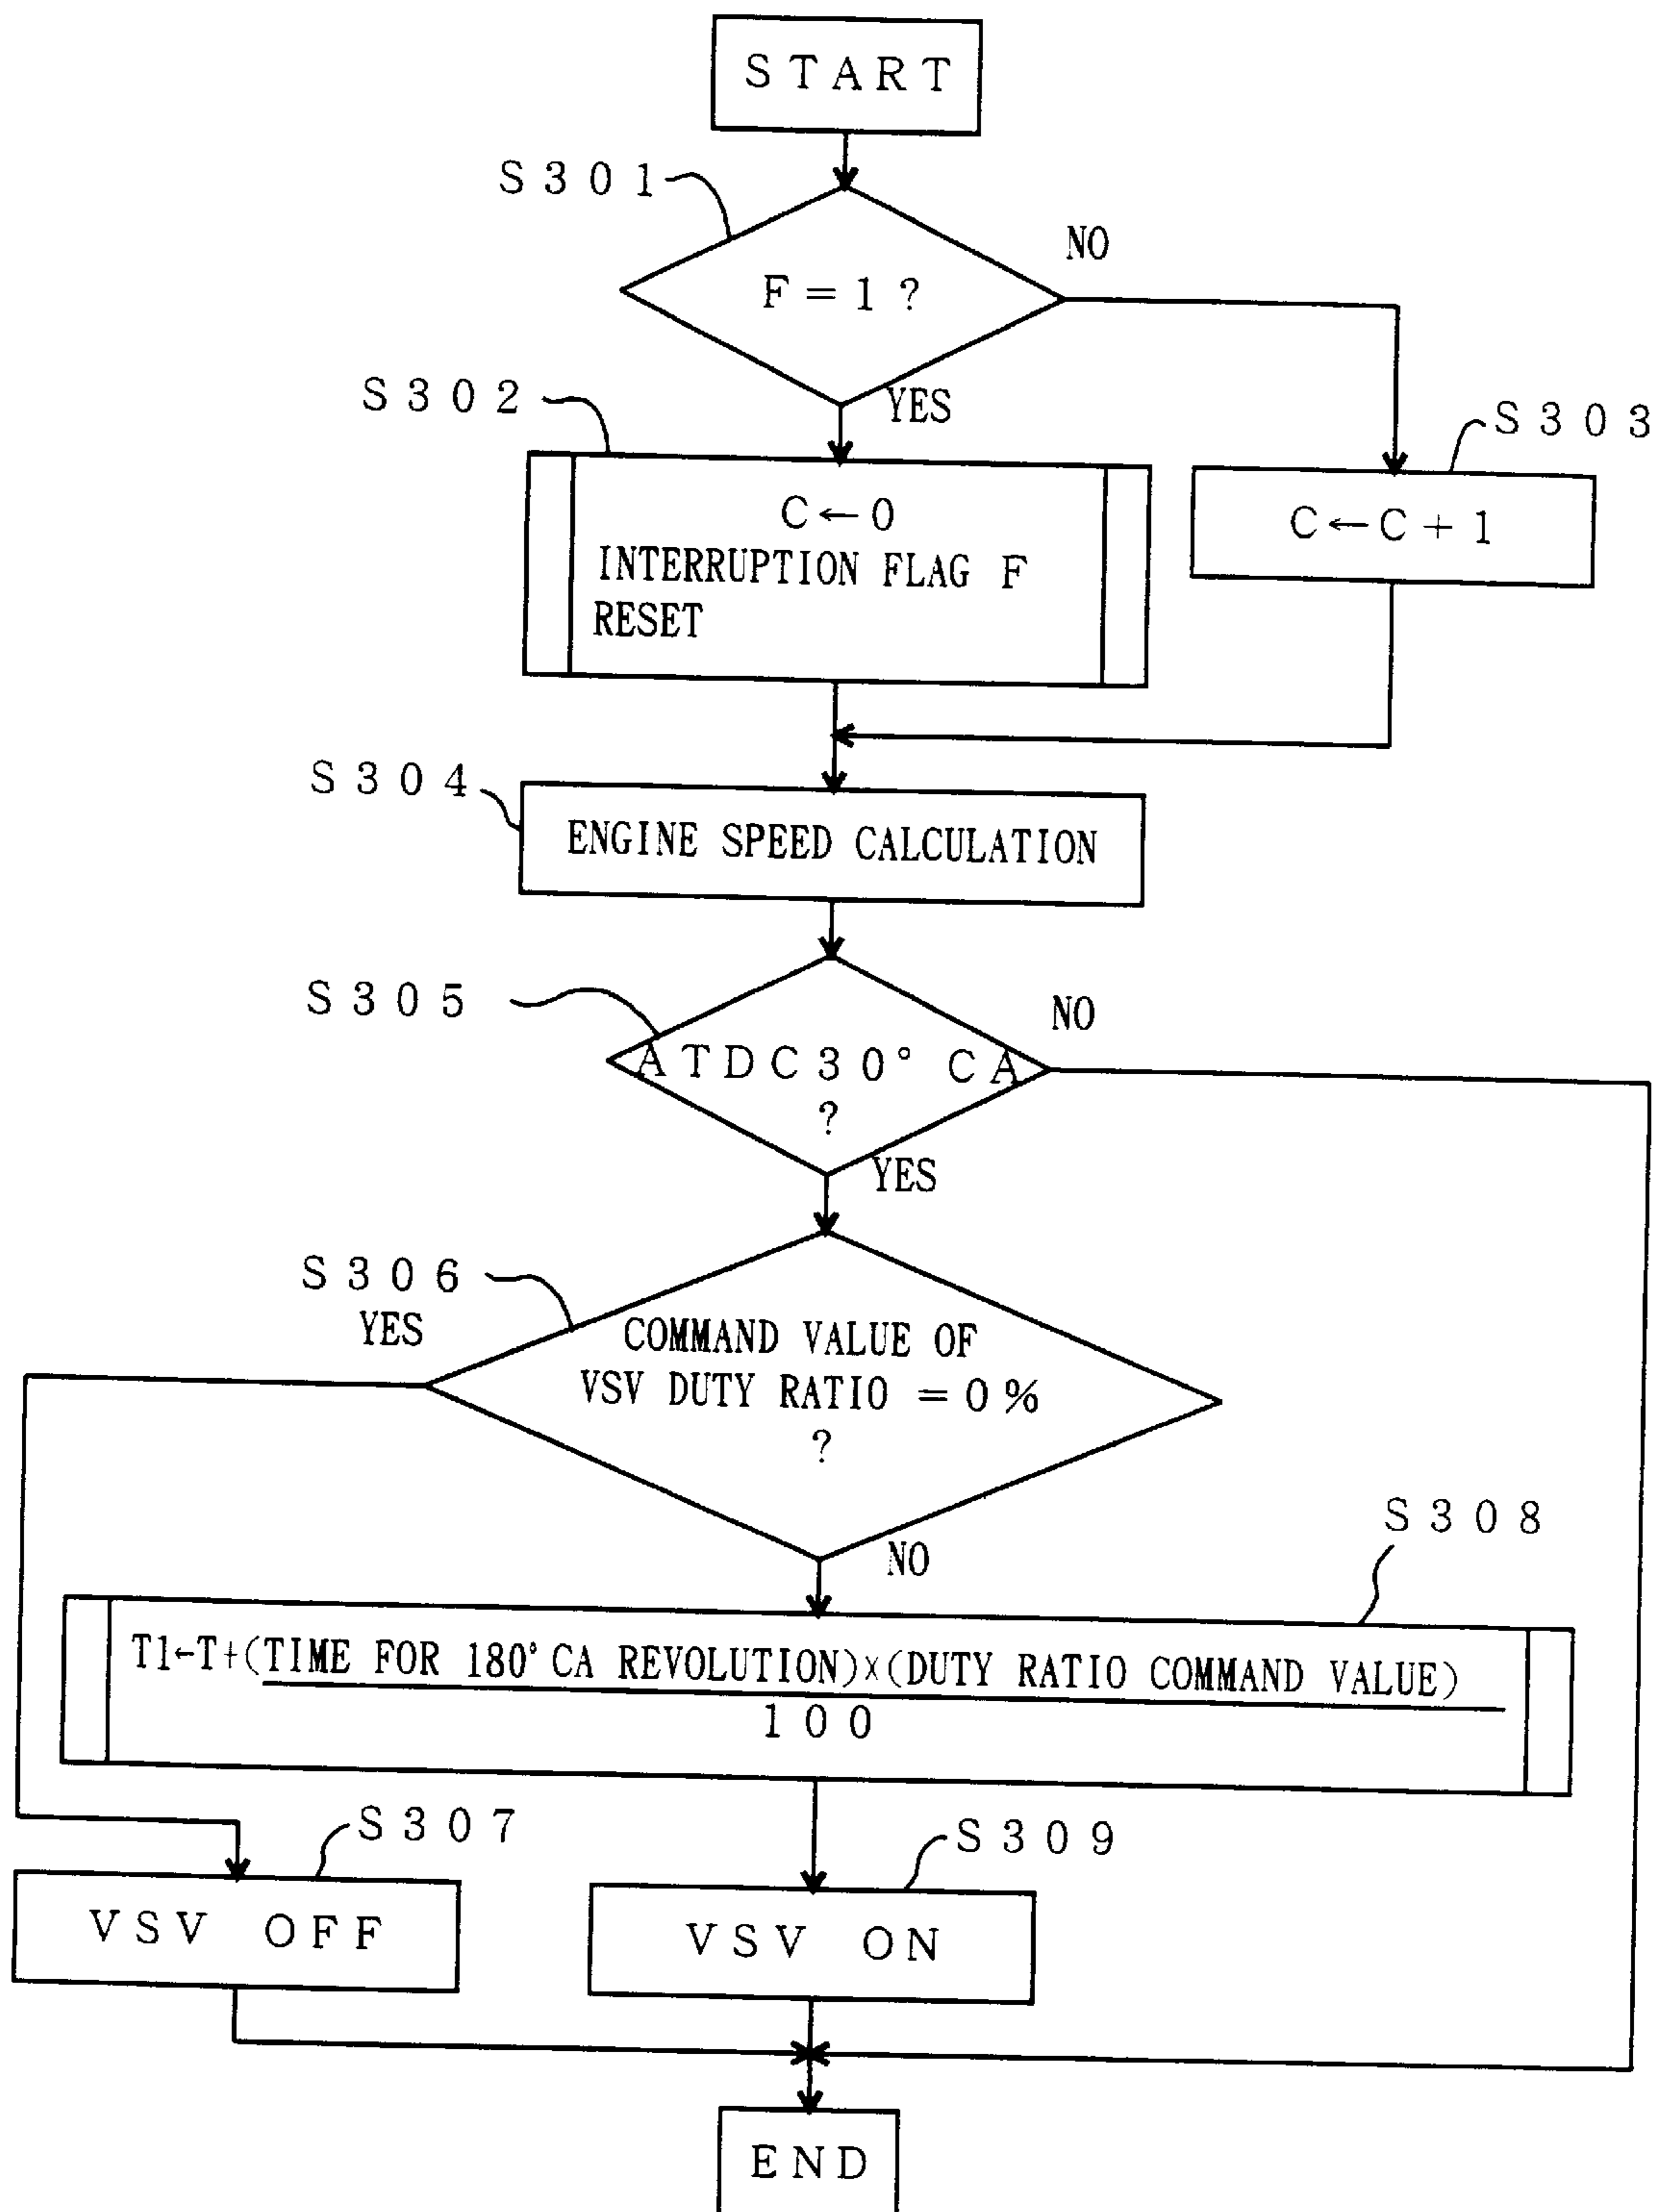 START
S301
NO
F=1?
S302
YES
S303
C←0
INTERRUPTION FLAG F
RESET
C←C+1
S304
ENGINE SPEED CALCULATION
S305
NO
ATDC30°CA
?
YES
S306
YES
COMMAND VALUE OF
VSV DUTY RATIO =0%
?
NO
S308
T1←T+(TIME FOR 180°CA REVOLUTION)×(DUTY RATIO COMMAND VALUE)
100
S307
S309
VSV OFF
VSV ON
END